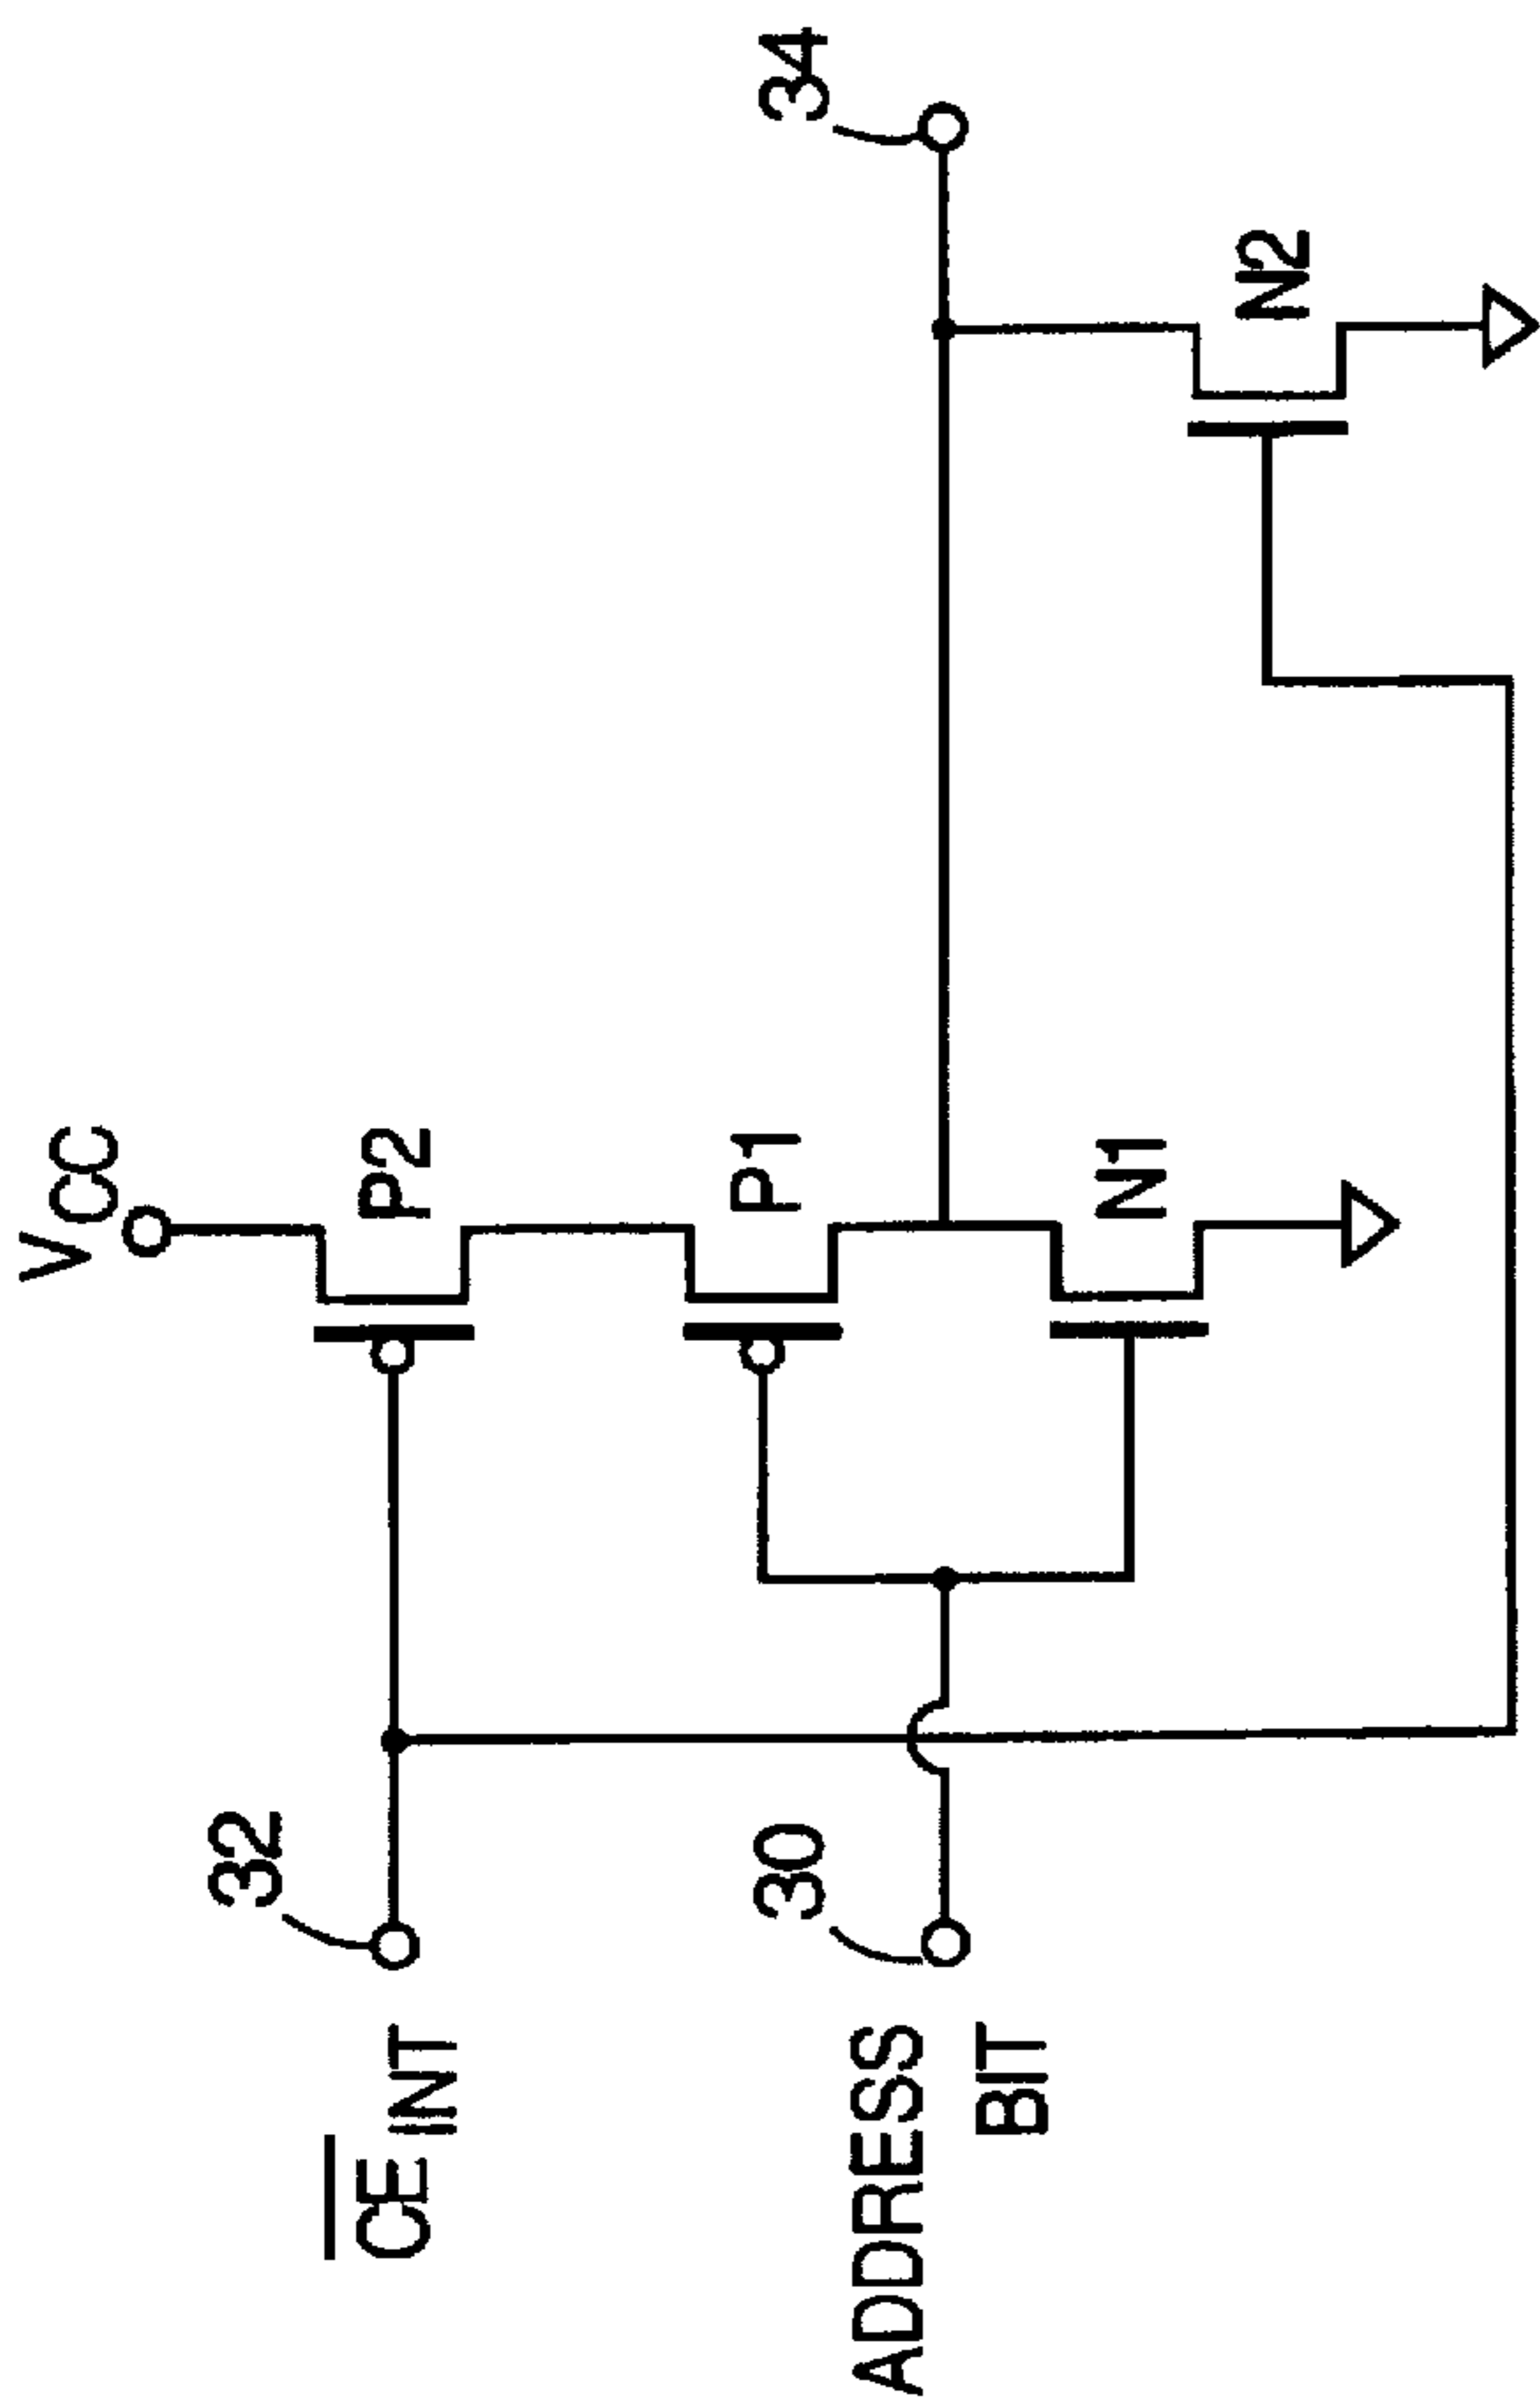 VCC
32
P2
CE INT
P1
34
30
ADDRESS
BIT
N1
N2